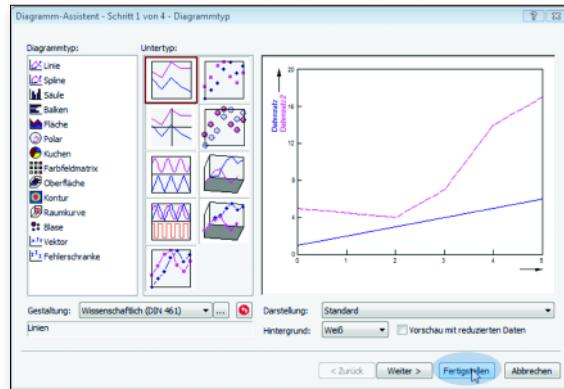 Diagramm-Assistent - Schritt 1 von 4 - Diagrammtyp
Diagrammtyp:
Untertyp:
Linie
Spline
Säule
Balken
Fläche
Polar
Kuchen
Farbfeldmatrix
Oberfläche
Kontur
Raumkurve
Blase
Vektor
Fehlerschranke
Datensatz
Datensatz2
20
16
12
8
4
0
0
1
2
3
4
5
Gestaltung: Wissenschaftlich (DIN 461) ...
Linien
Darstellung: Standard
Hintergrund: Weiß
Vorschau mit reduzierten Daten
< Zurück
Weiter >
Fertigstellen
Abbrechen